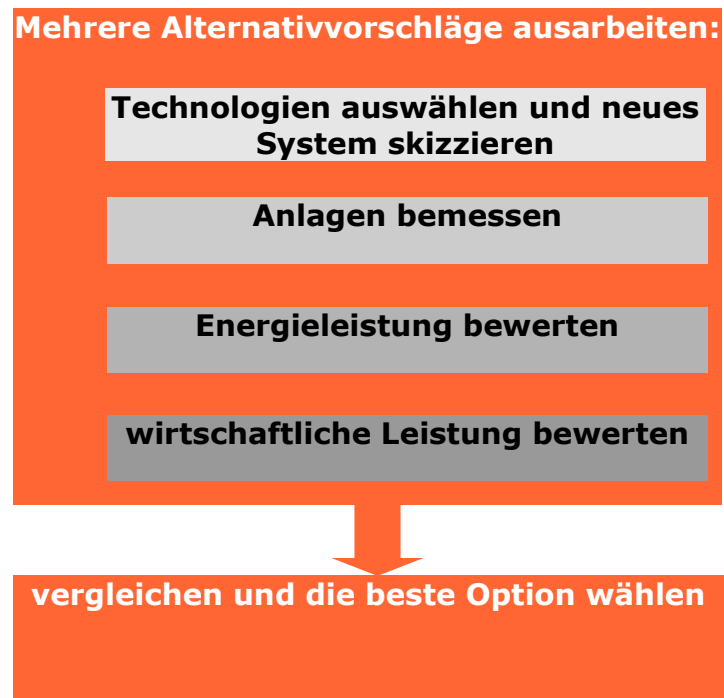 Mehrere Alternativvorschläge ausarbeiten:
Technologien auswählen und neues
System skizzieren
Anlagen bemessen
Energieleistung bewerten
wirtschaftliche Leistung bewerten
vergleichen und die beste Option wählen